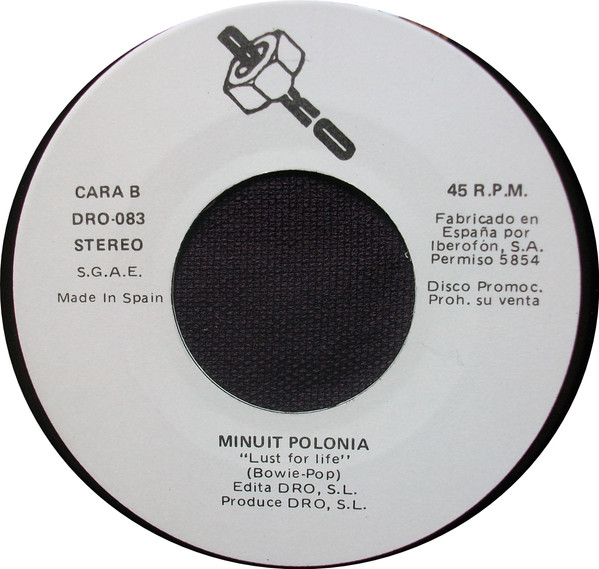 DRO
CARA B
DRO-083
STEREO
S.G.A.E.
Made In Spain
45 R.P.M.
Fabricado en
España por
Iberofón, S.A.
Permiso 5854
Disco Promoc.
Proh. su venta
MINUIT POLONIA
"Lust for life"
(Bowie-Pop)
Edita DRO, S.L.
Produce DRO, S.L.